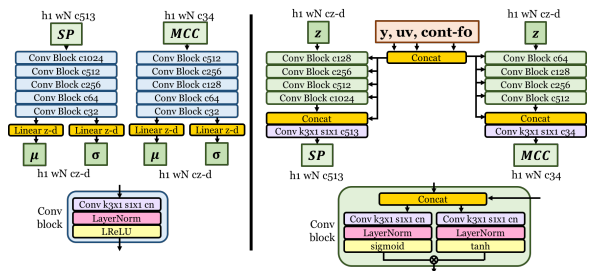 h1 wN c513
SP
Conv Block c1024
Conv Block c512
Conv Block c256
Conv Block c64
Conv Block c32
Linear z-d
Linear z-d
μ
σ
h1 wN cz-d
h1 wN c34
MCC
Conv Block c512
Conv Block c256
Conv Block c128
Conv Block c64
Conv Block c32
Linear z-d
Linear z-d
μ
σ
h1 wN cz-d
Conv
block
Conv k3x1 s1x1 cn
LayerNorm
LReLU
h1 wN cz-d
z
y, uv, cont-fo
Concat
Conv Block c128
Conv Block c256
Conv Block c512
Conv Block c1024
Concat
Conv k3x1 s1x1 c513
SP
h1 wN c513
h1 wN cz-d
z
Conv Block c64
Conv Block c128
Conv Block c256
Conv Block c512
Concat
Conv k3x1 s1x1 c34
MCC
h1 wN c34
Conv
block
Concat
Conv k3x1 s1x1 cn
LayerNorm
sigmoid
Conv k3x1 s1x1 cn
LayerNorm
tanh